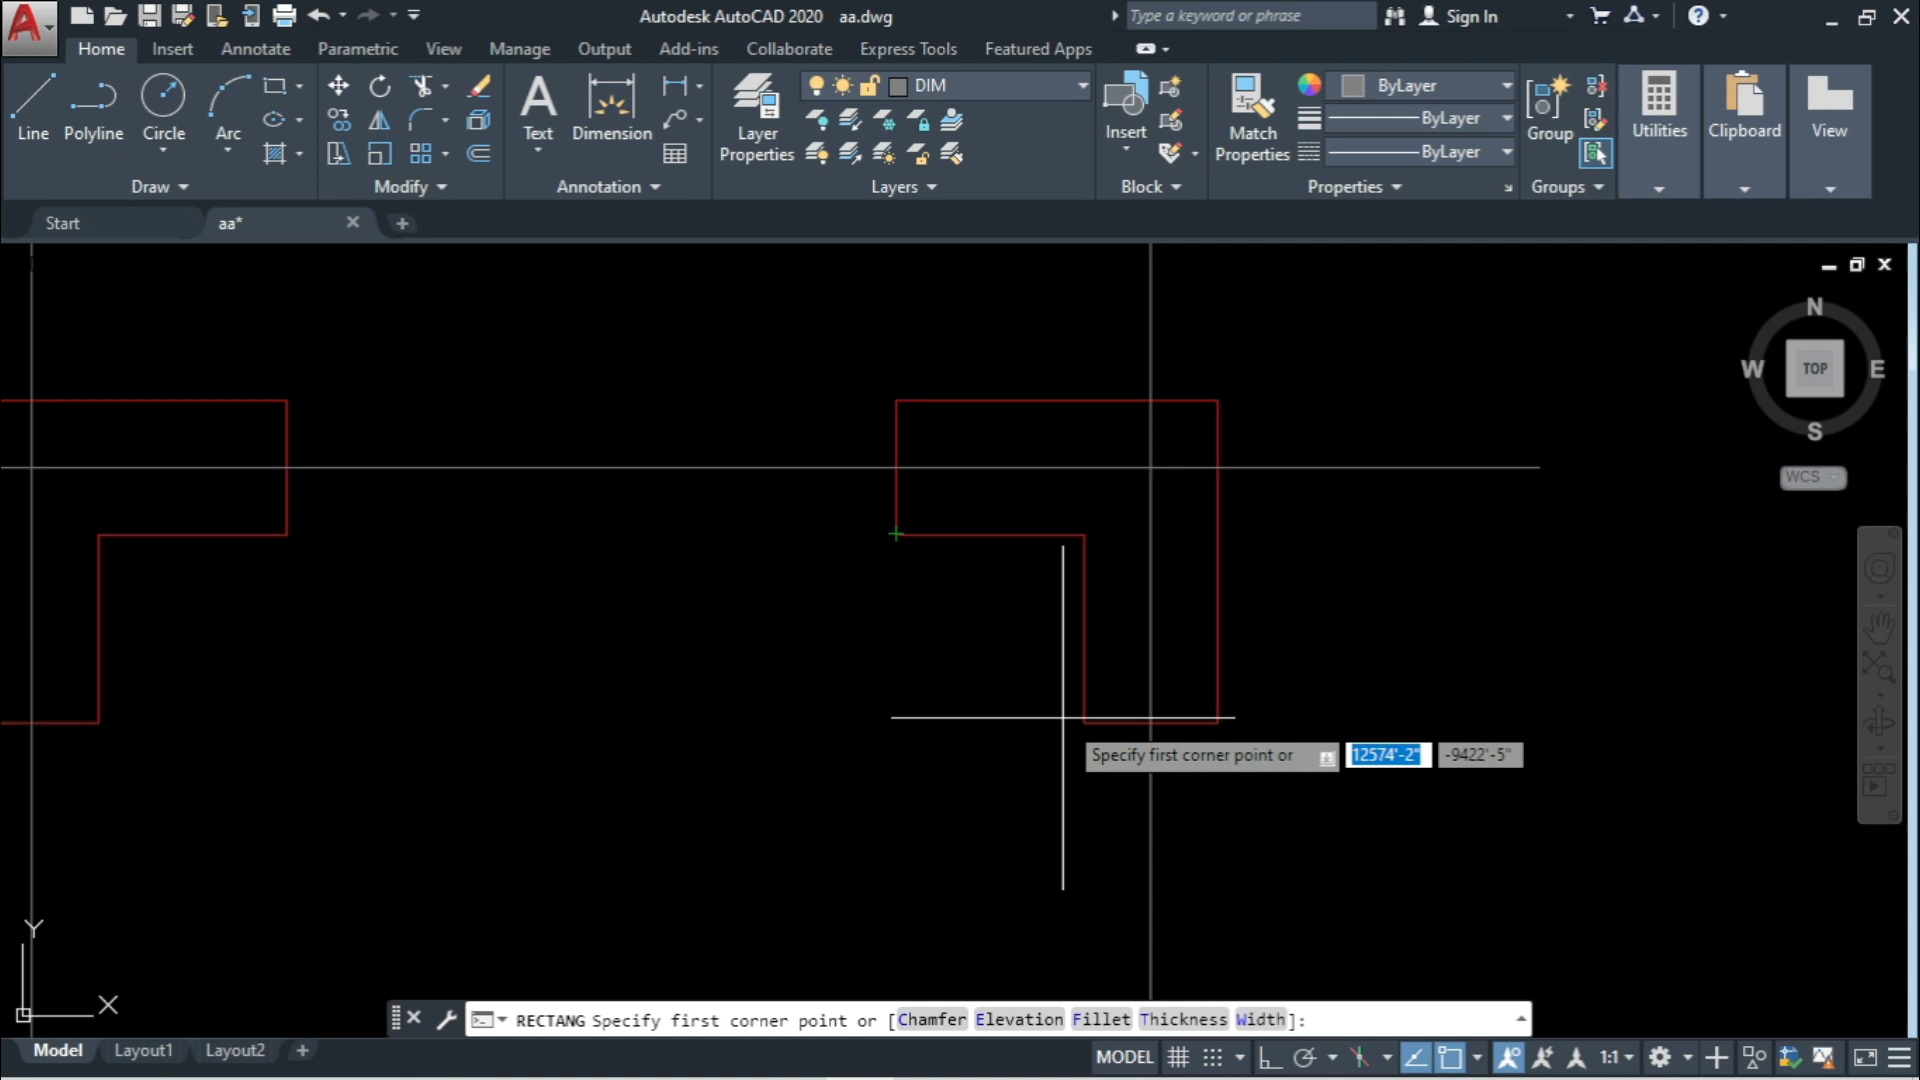 Autodesk AutoCAD 2020 aa.dwg
Type a keyword or phrase
Sign In
Home Insert Annotate Parametric View Manage Output Add-ins Collaborate Express Tools Featured Apps
DIM
ByLayer
Line Polyline Circle Arc
Text Dimension
Layer Properties
Insert
Match Properties
ByLayer
ByLayer
Group
Utilities
Clipboard
View
Draw
Modify
Annotation
Layers
Block
Properties
Groups
Start
aa*
N
W
TOP
E
S
WCS
Specify first corner point or 12574'-2" -9422'-5"
Y
X
RECTANG Specify first corner point or [Chamfer Elevation Fillet Thickness Width]:
Model Layout1 Layout2
MODEL
1:1